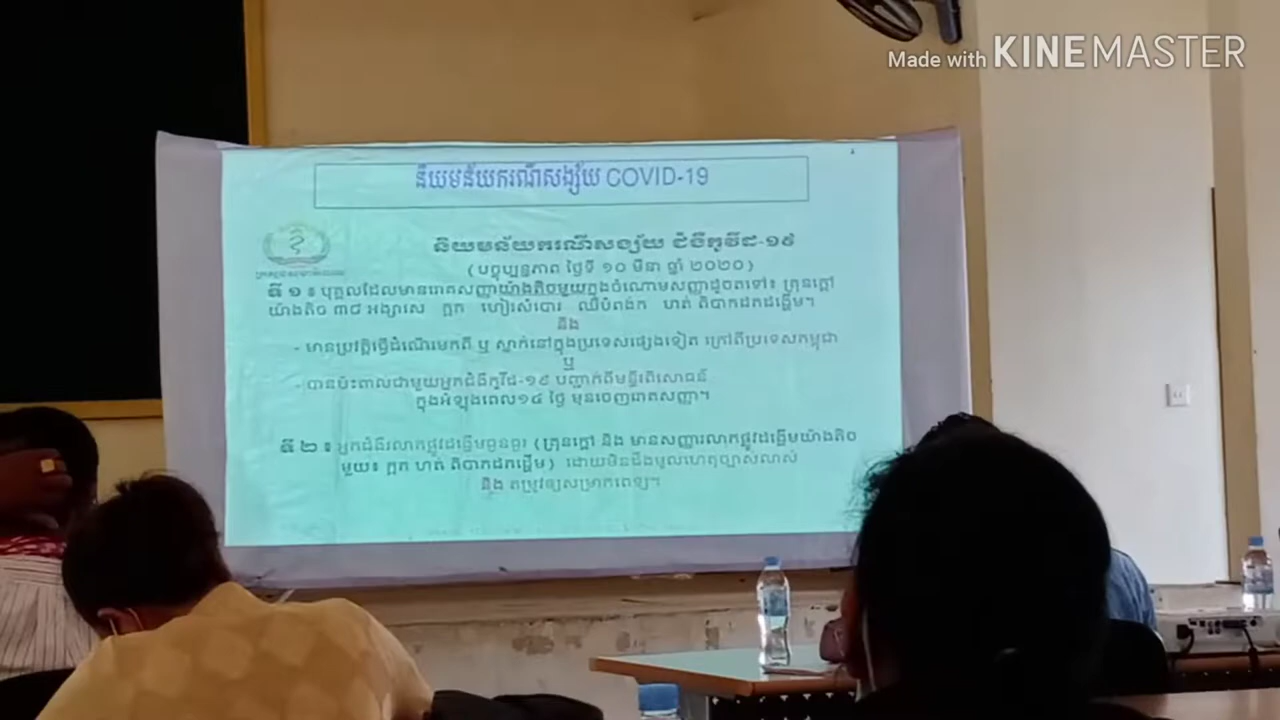 Made with KINEMASTER
និយមន័យករណីសង្ស័យ COVID-19
និយមន័យករណីសង្ស័យ ជំងឺកូវីដ-១៩
(បច្ចុប្បន្នភាព ថ្ងៃទី ១០ មីនា ឆ្នាំ ២០២០)
ទី ១ ៖ បុគ្គលដែលមានរោគសញ្ញាយ៉ាងតិចមួយក្នុងចំណោមសញ្ញាដូចតទៅ៖ គ្រុនក្តៅ
យ៉ាងតិច ៣៨ អង្សាសេ ក្អក ហៀរសំបោរ ឈឺបំពង់ក ហត់ ពិបាកដកដង្ហើម។
និង
- មានប្រវត្តិធ្វើដំណើរមកពី ឬ ស្នាក់នៅក្នុងប្រទេសផ្សេងទៀត ក្រៅពីប្រទេសកម្ពុជា
ឬ
- បានប៉ះពាល់ជាមួយអ្នកជំងឺកូវីដ-១៩ បញ្ជាក់ពីមន្ទីរពិសោធន៍
ក្នុងអំឡុងពេល១៤ ថ្ងៃ មុនចេញរោគសញ្ញា។
ទី ២ ៖ អ្នកជំងឺរលាកផ្លូវដង្ហើមធ្ងន់ធ្ងរ (គ្រុនក្តៅ និង មានសញ្ញារលាកផ្លូវដង្ហើមយ៉ាងតិច
មួយ៖ ក្អក ហត់ ពិបាកដកដង្ហើម) ដោយមិនដឹងមូលហេតុច្បាស់លាស់
និង តម្រូវឲ្យសម្រាកពេទ្យ។